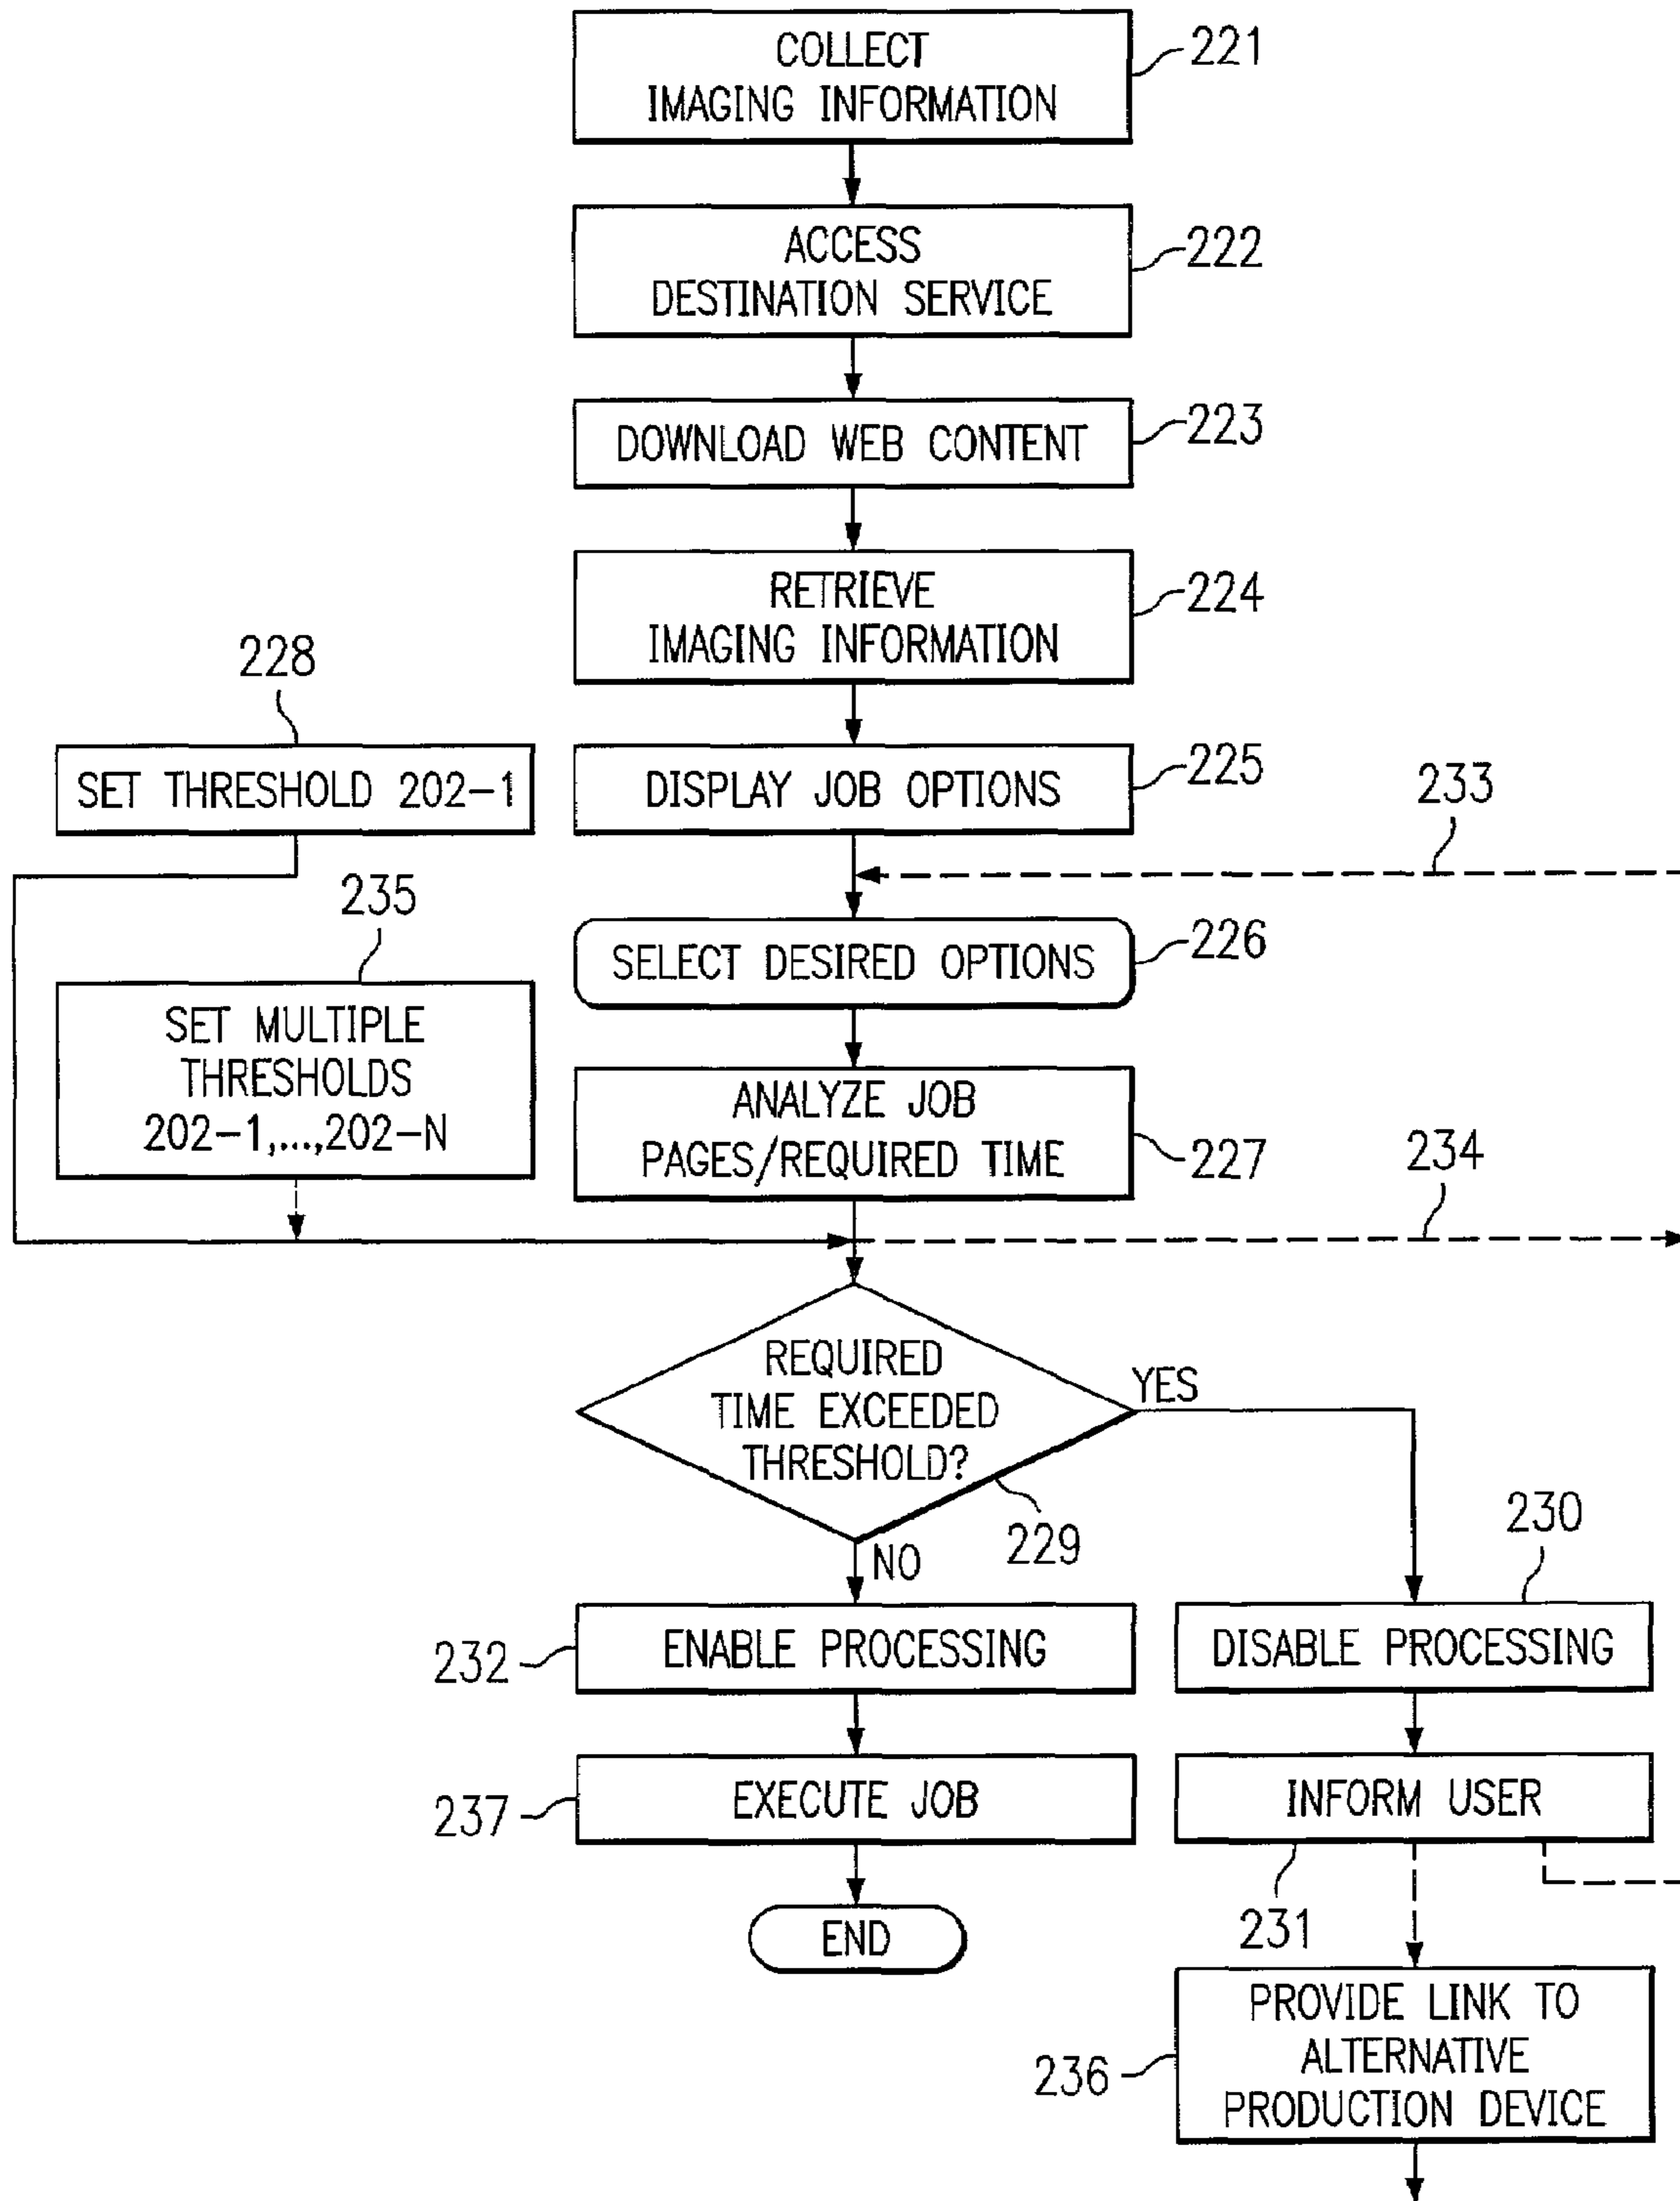 COLLECT
IMAGING INFORMATION
221
ACCESS
DESTINATION SERVICE
222
DOWNLOAD WEB CONTENT
223
RETRIEVE
IMAGING INFORMATION
224
228
SET THRESHOLD 202-1
DISPLAY JOB OPTIONS
225
233
235
SELECT DESIRED OPTIONS
226
SET MULTIPLE
THRESHOLDS
202-1,...,202-N
ANALYZE JOB
PAGES/REQUIRED TIME
227
234
REQUIRED
TIME EXCEEDED
THRESHOLD?
YES
229
NO
230
232
ENABLE PROCESSING
DISABLE PROCESSING
237
EXECUTE JOB
INFORM USER
231
END
236
PROVIDE LINK TO
ALTERNATIVE
PRODUCTION DEVICE